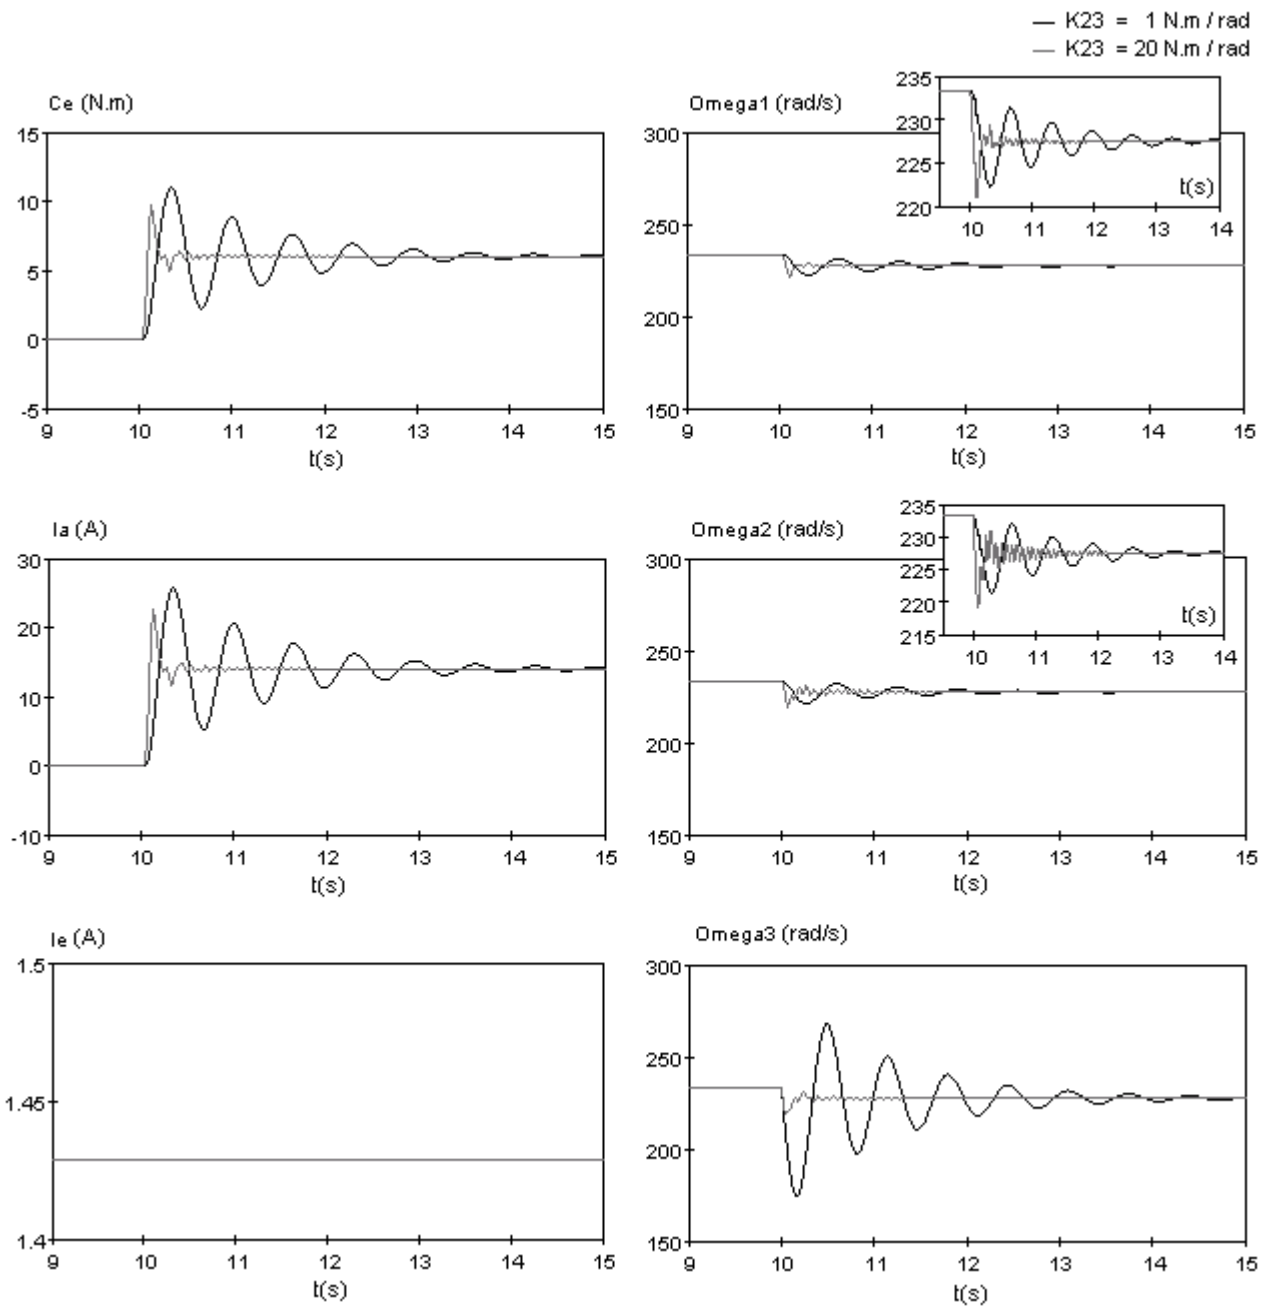 K23 = 1 N.m / rad
K23 = 20 N.m / rad
Ce (N.m)
15
10
5
0
-5
9 10 11 12 13 14 15
t(s)
Omega1 (rad/s)
300
250
200
150
9 10 11 12 13 14 15
t(s)
235
230
225
220
10 11 12 13 14
t(s)
Ia (A)
30
20
10
0
-10
9 10 11 12 13 14 15
t(s)
Omega2 (rad/s)
300
250
200
150
9 10 11 12 13 14 15
t(s)
235
230
225
220
215
10 11 12 13 14
t(s)
Ie (A)
1.5
1.45
1.4
9 10 11 12 13 14 15
t(s)
Omega3 (rad/s)
300
250
200
150
9 10 11 12 13 14 15
t(s)